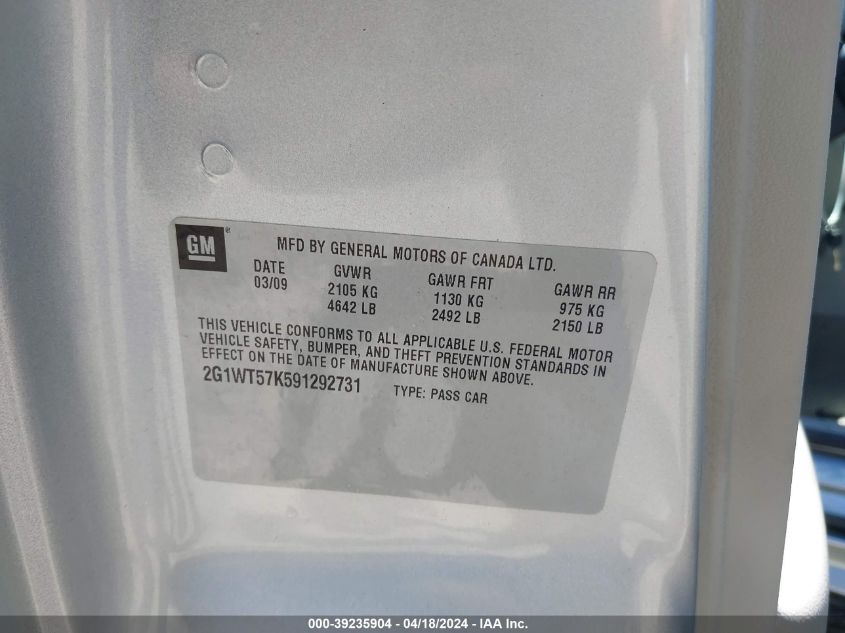 GM ®
MFD BY GENERAL MOTORS OF CANADA LTD.
DATE GVWR GAWR FRT GAWR RR
03/09 2105 KG 1130 KG 975 KG
4642 LB 2492 LB 2150 LB
THIS VEHICLE CONFORMS TO ALL APPLICABLE U.S. FEDERAL MOTOR
VEHICLE SAFETY, BUMPER, AND THEFT PREVENTION STANDARDS IN
EFFECT ON THE DATE OF MANUFACTURE SHOWN ABOVE.
2G1WT57K591292731 TYPE: PASS CAR
000-39235904 - 04/18/2024 - IAA Inc.